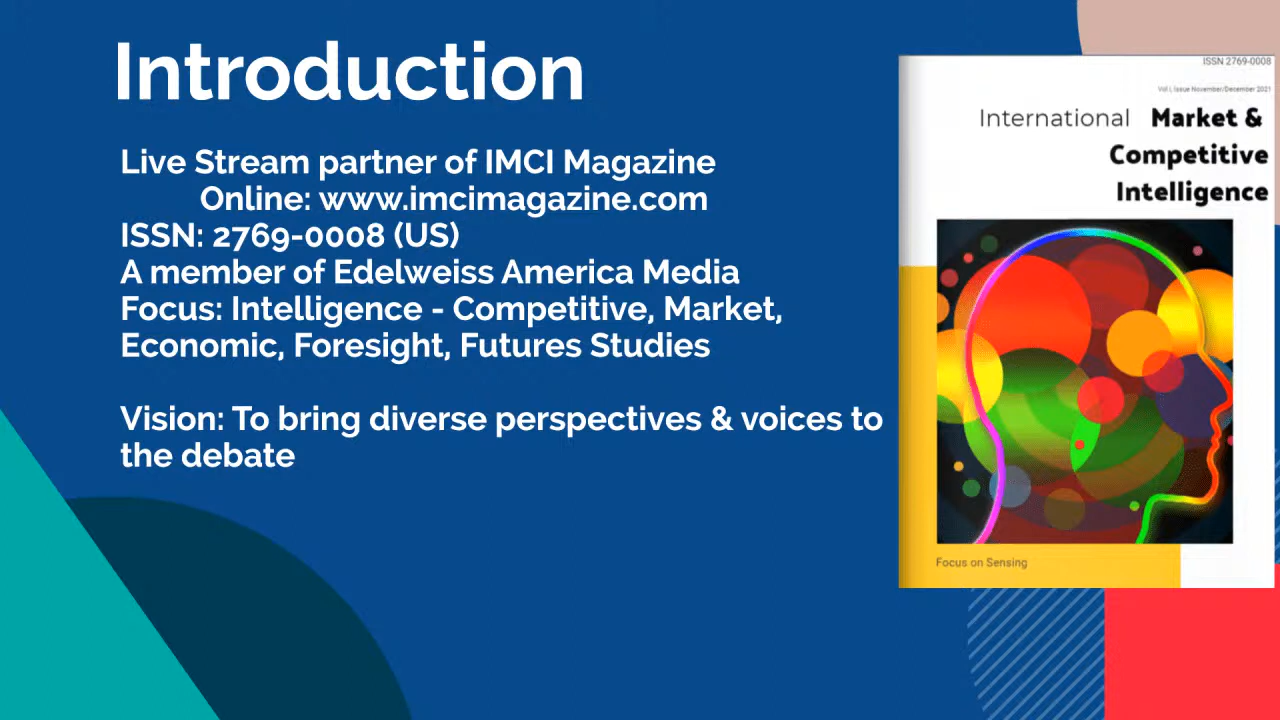 Introduction
Live Stream partner of IMCI Magazine
Online: www.imcimagazine.com
ISSN: 2769-0008 (US)
A member of Edelweiss America Media
Focus: Intelligence - Competitive, Market,
Economic, Foresight, Futures Studies
Vision: To bring diverse perspectives & voices to
the debate
ISSN 2769-0008
Vol I, Issue November/December 2021
International Market &
Competitive
Intelligence
Focus on Sensing